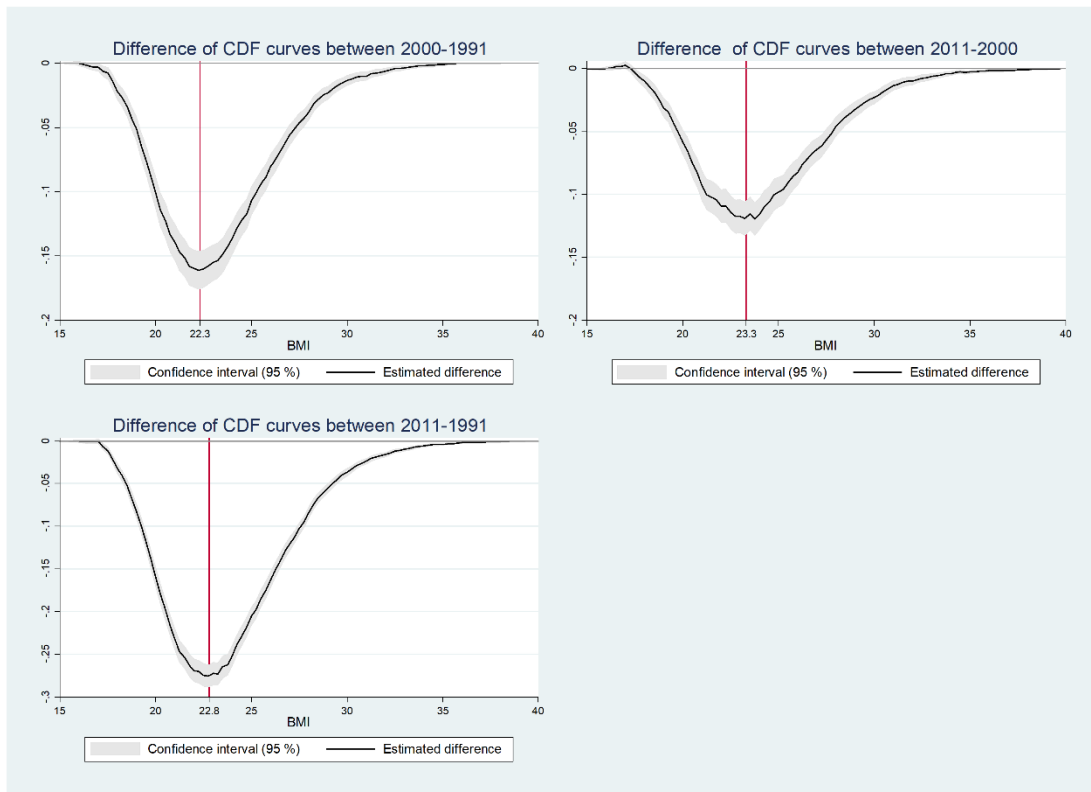 Difference of CDF curves between 2000-1991
0
-.05
-.1
-.15
-.2
15 20 22.3 25 30 35 40
BMI
Confidence interval (95 %) Estimated difference
Difference of CDF curves between 2011-2000
0
-.05
-.1
-.15
-.2
15 20 23.3 25 30 35 40
BMI
Confidence interval (95 %) Estimated difference
Difference of CDF curves between 2011-1991
0
-.05
-.1
-.15
-.2
-.25
-.3
15 20 22.8 25 30 35 40
BMI
Confidence interval (95 %) Estimated difference